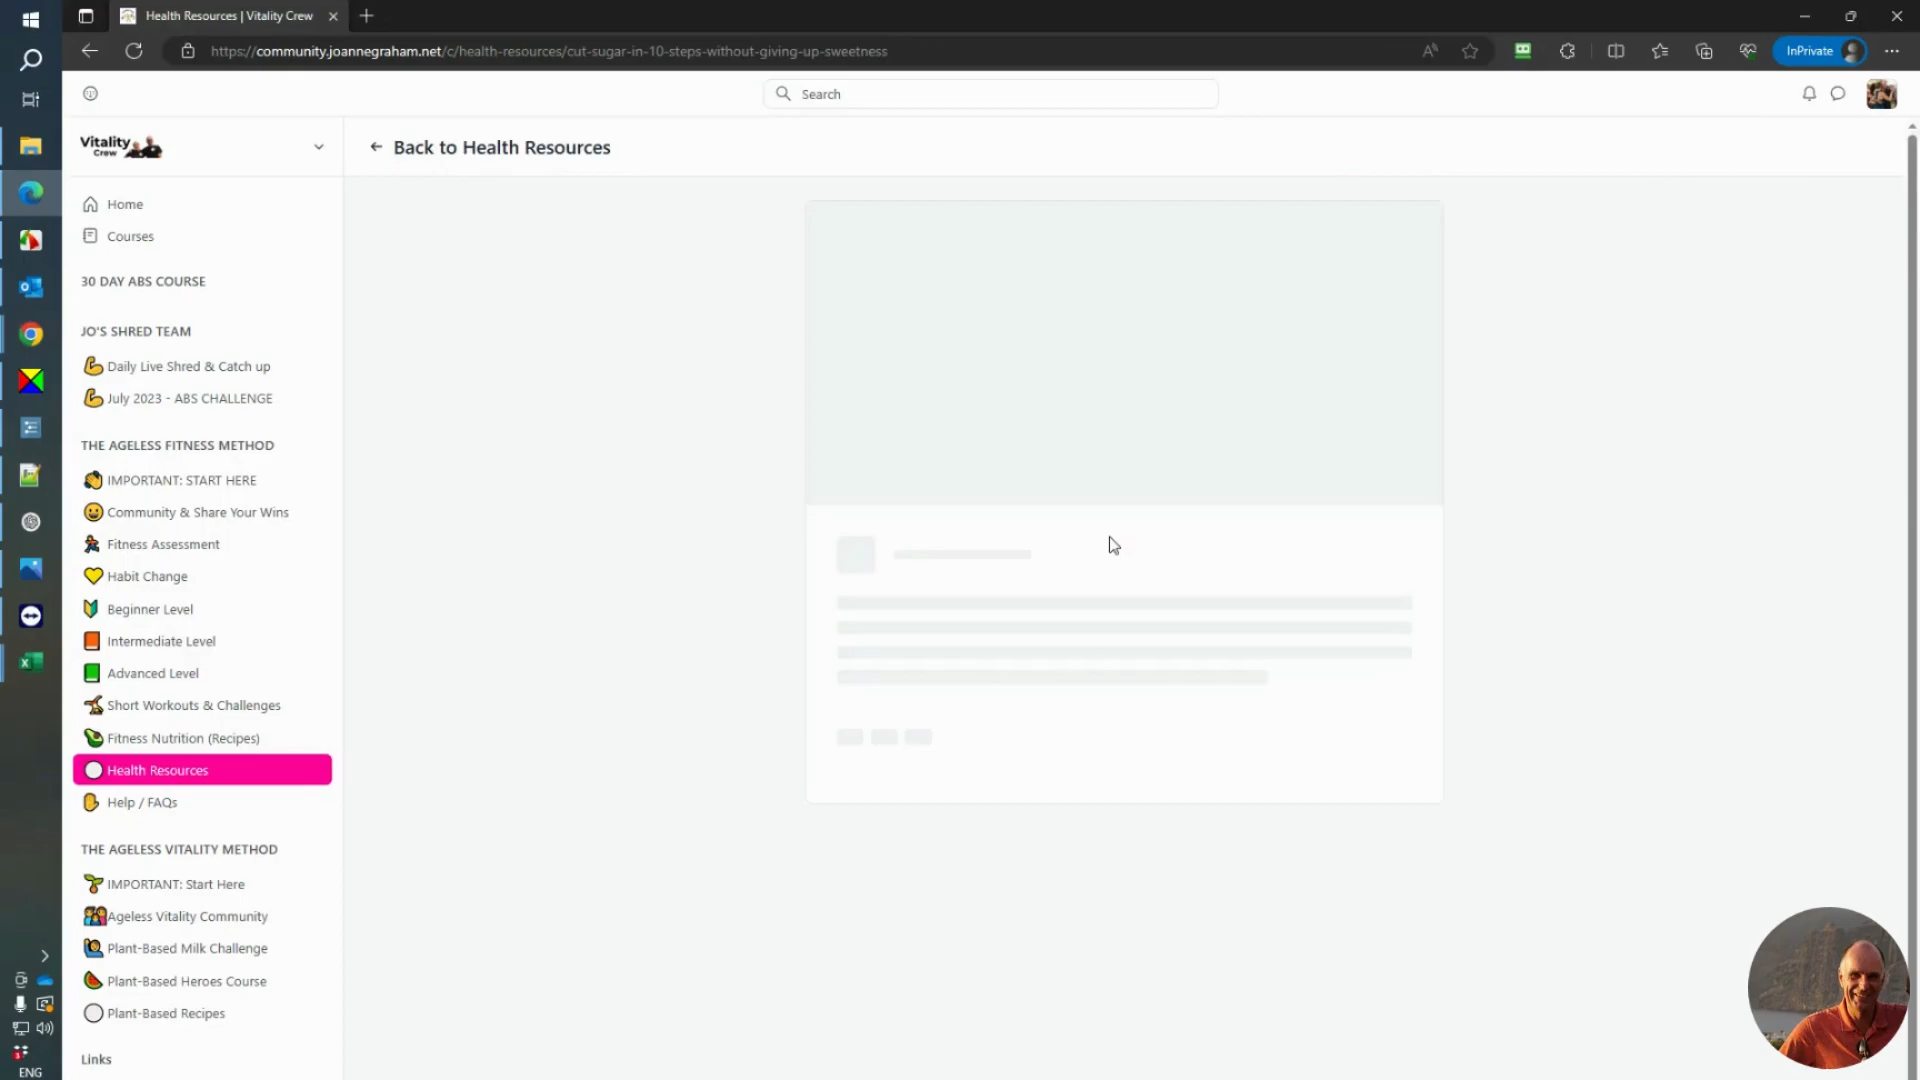 Health Resources | Vitality Crew
https://community.joannegraham.net/c/health-resources/cut-sugar-in-10-steps-without-giving-up-sweetness
InPrivate
Search
Vitality
Crew
Back to Health Resources
Home
Courses
30 DAY ABS COURSE
JO'S SHRED TEAM
Daily Live Shred & Catch up
July 2023 - ABS CHALLENGE
THE AGELESS FITNESS METHOD
IMPORTANT: START HERE
Community & Share Your Wins
Fitness Assessment
Habit Change
Beginner Level
Intermediate Level
Advanced Level
Short Workouts & Challenges
Fitness Nutrition (Recipes)
Health Resources
Help / FAQs
THE AGELESS VITALITY METHOD
IMPORTANT: Start Here
Ageless Vitality Community
Plant-Based Milk Challenge
Plant-Based Heroes Course
Plant-Based Recipes
Links
ENG